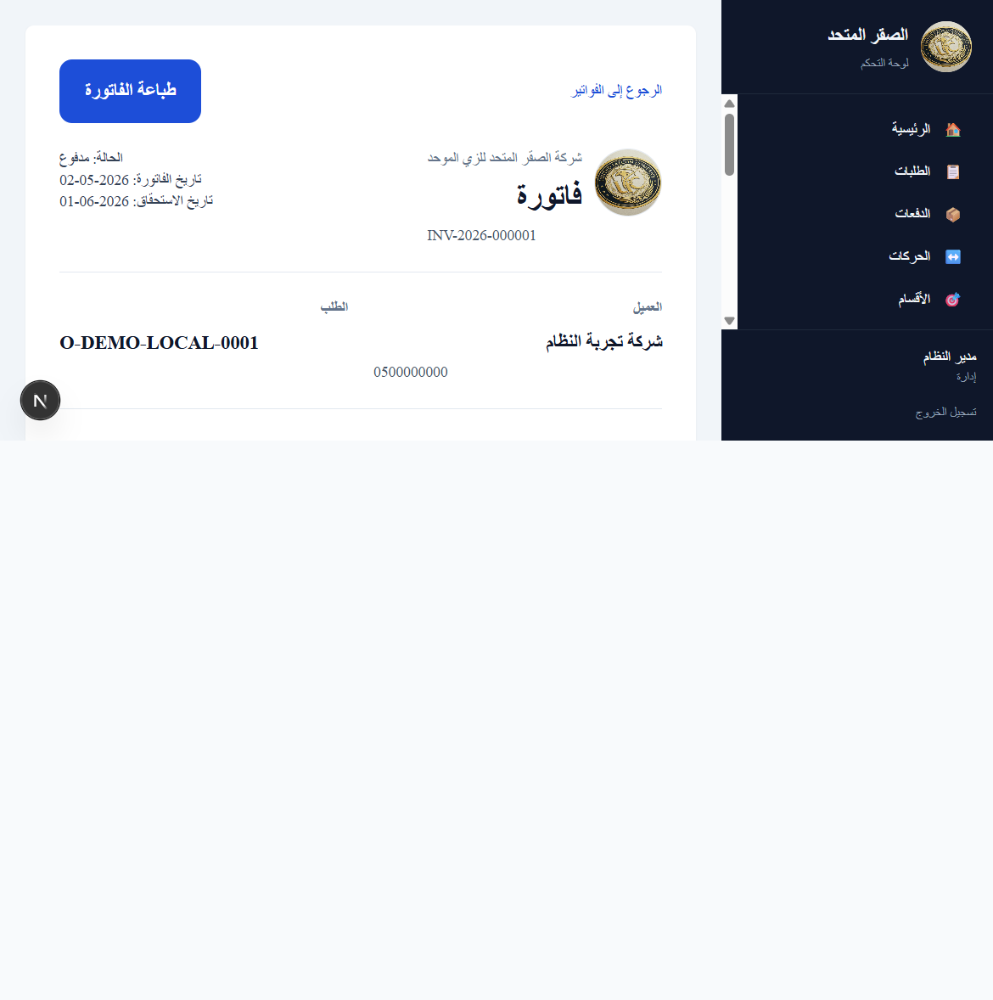 الصقر المتحد
لوحة التحكم
الرئيسية
الطلبات
الدفعات
الحركات
الأقسام
مدير النظام
إدارة
تسجيل الخروج
الرجوع إلى الفواتير
طباعة الفاتورة
شركة الصقر المتحد للزي الموحد
فاتورة
INV-2026-000001
الحالة: مدفوع
تاريخ الفاتورة: 2026-05-02
تاريخ الاستحقاق: 2026-06-01
العميل
شركة تجربة النظام
0500000000
الطلب
O-DEMO-LOCAL-0001
N